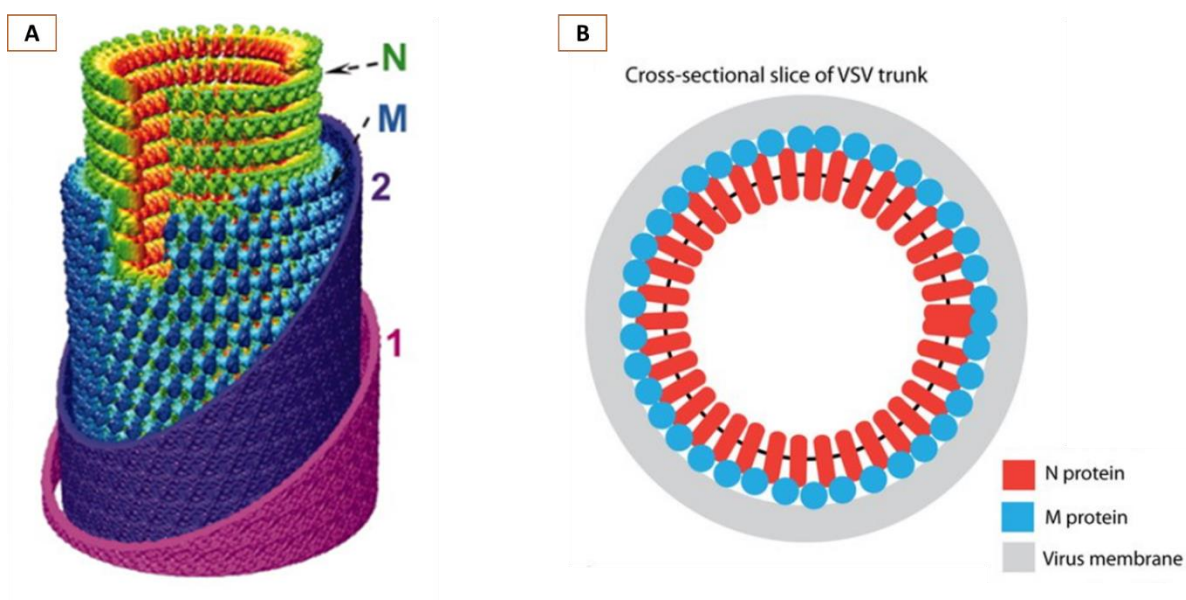 A
N
M
2
1
B
Cross-sectional slice of VSV trunk
N protein
M protein
Virus membrane